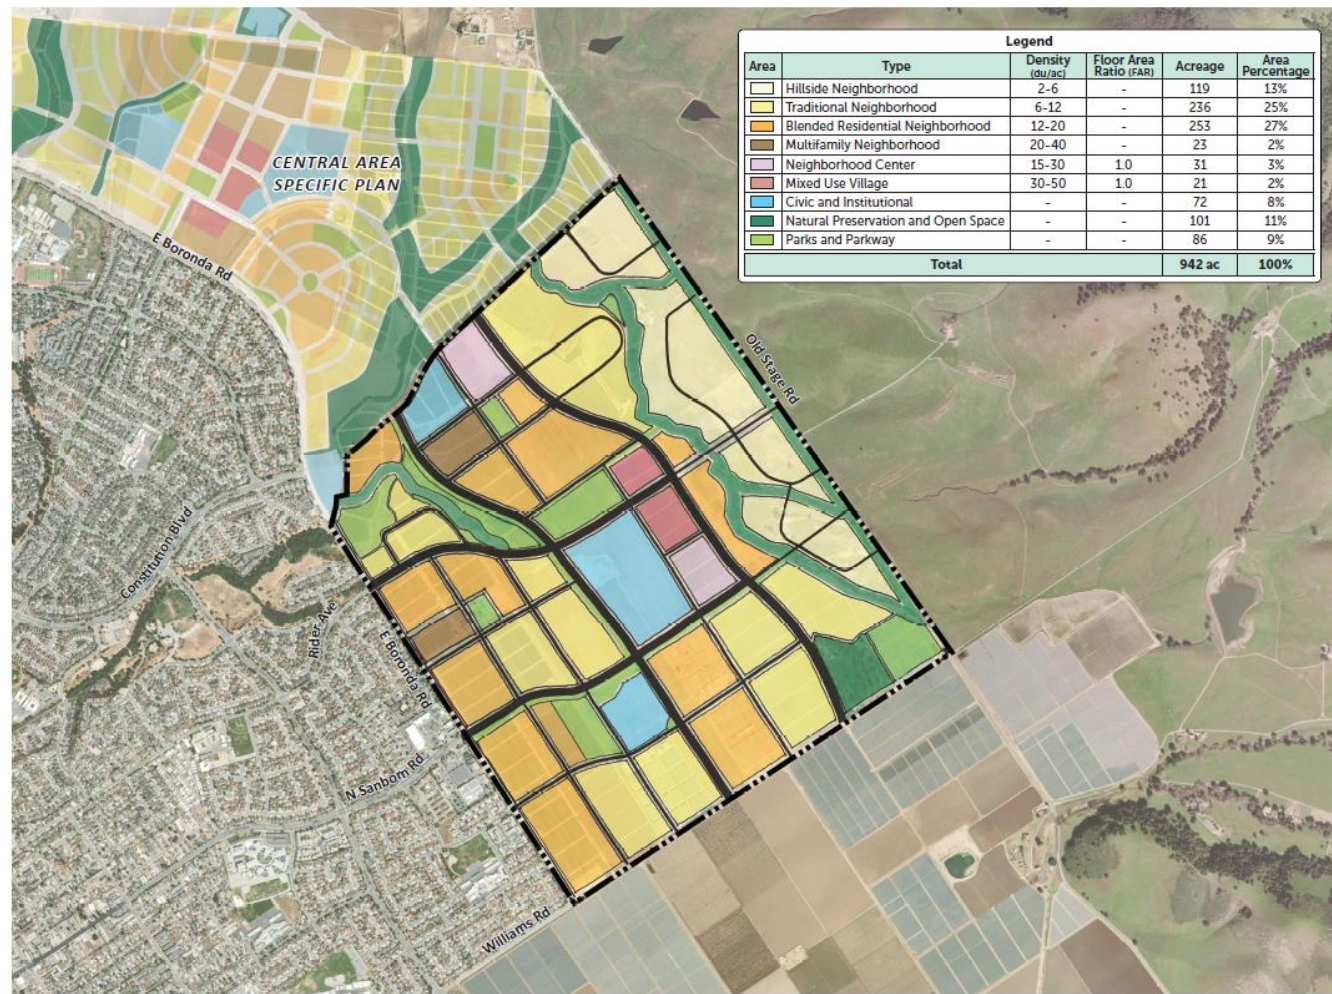 Legend
Area Type Density (du/ac) Floor Area Ratio (FAR) Acreage Area Percentage
Hillside Neighborhood 2-6 - 119 13%
Traditional Neighborhood 6-12 - 236 25%
Blended Residential Neighborhood 12-20 - 253 27%
Multifamily Neighborhood 20-40 - 23 2%
Neighborhood Center 15-30 1.0 31 3%
Mixed Use Village 30-50 1.0 21 2%
Civic and Institutional - - 72 8%
Natural Preservation and Open Space - - 101 11%
Parks and Parkway - - 86 9%
Total 942 ac 100%
CENTRAL AREA
SPECIFIC PLAN
E Boronda Rd
Old Stage Rd
Constitution Blvd
Rider Ave
E Boronda Rd
N Sanborn Rd
Williams Rd